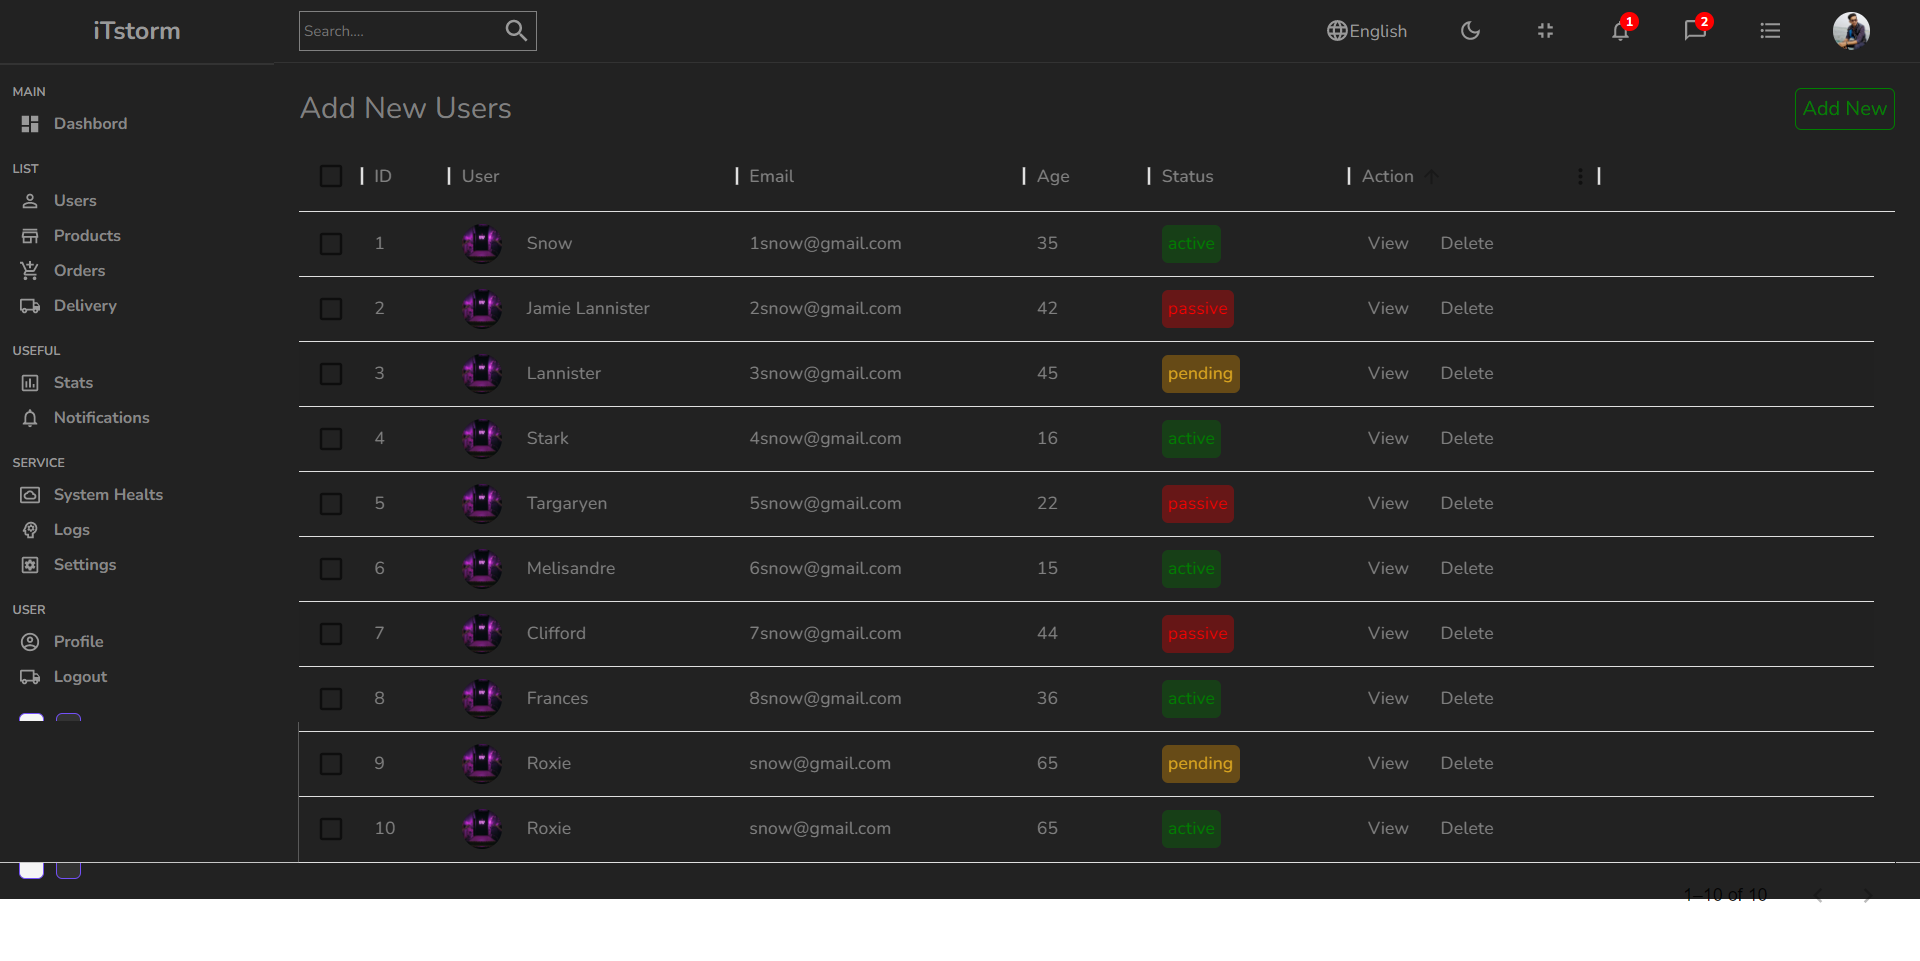 iTstorm
Search....
English
1
2
MAIN
Dashbord
LIST
Users
Products
Orders
Delivery
USEFUL
Stats
Notifications
SERVICE
System Healts
Logs
Settings
USER
Profile
Logout
Add New Users
Add New
ID User Email Age Status Action
1 Snow 1snow@gmail.com 35 active View Delete
2 Jamie Lannister 2snow@gmail.com 42 passive View Delete
3 Lannister 3snow@gmail.com 45 pending View Delete
4 Stark 4snow@gmail.com 16 active View Delete
5 Targaryen 5snow@gmail.com 22 passive View Delete
6 Melisandre 6snow@gmail.com 15 active View Delete
7 Clifford 7snow@gmail.com 44 passive View Delete
8 Frances 8snow@gmail.com 36 active View Delete
9 Roxie snow@gmail.com 65 pending View Delete
10 Roxie snow@gmail.com 65 active View Delete
1–10 of 10